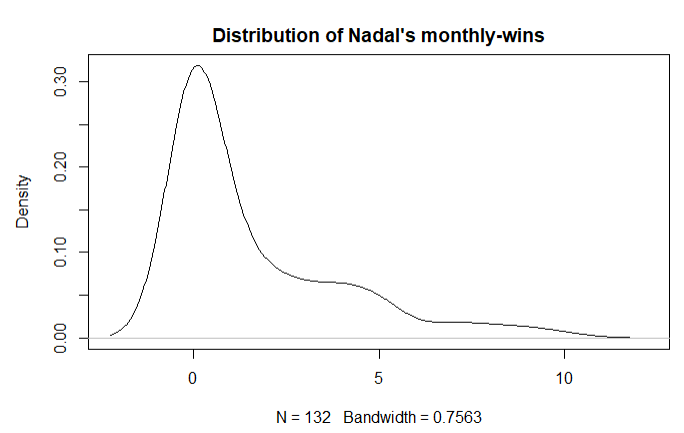 Distribution of Nadal's monthly-wins
Density
0.30
0.20
0.10
0.00
0 5 10
N = 132 Bandwidth = 0.7563